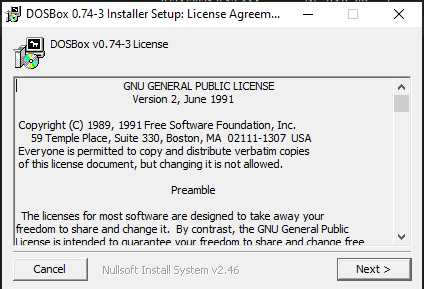 DOSBox 0.74-3 Installer Setup: License Agreem...
DOSBox v0.74-3 License
GNU GENERAL PUBLIC LICENSE
Version 2, June 1991
Copyright (C) 1989, 1991 Free Software Foundation, Inc.
59 Temple Place, Suite 330, Boston, MA  02111-1307  USA
Everyone is permitted to copy and distribute verbatim copies
of this license document, but changing it is not allowed.
Preamble
The licenses for most software are designed to take away your
freedom to share and change it.  By contrast, the GNU General Public
License is intended to guarantee your freedom to share and change free
Cancel
Nullsoft Install System v2.46
Next >